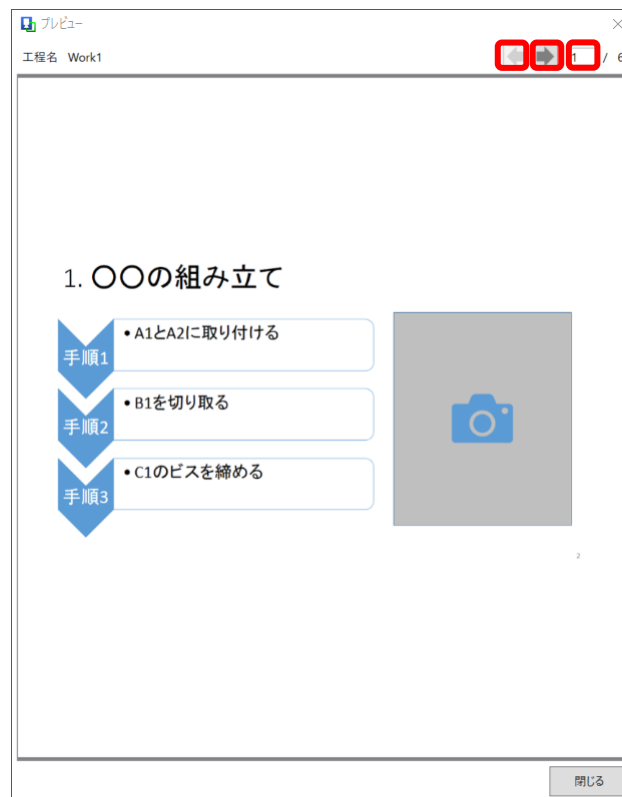 プレビュー
工程名 Work1
1 / 6
1. 〇〇の組み立て
手順1
• A1とA2に取り付ける
手順2
• B1を切り取る
手順3
• C1のビスを締める
2
閉じる